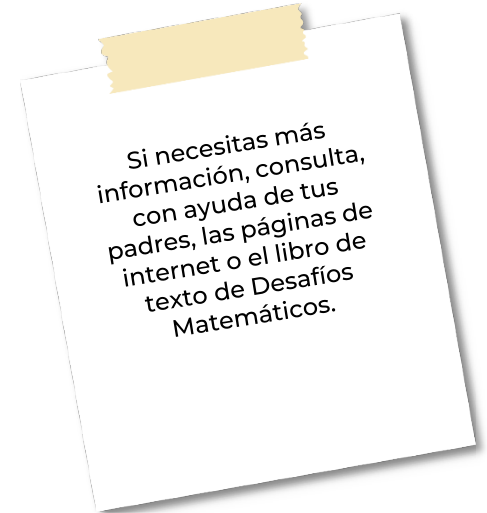 Si necesitas más
información, consulta,
con ayuda de tus
padres, las páginas de
internet o el libro de
texto de Desafíos
Matemáticos.